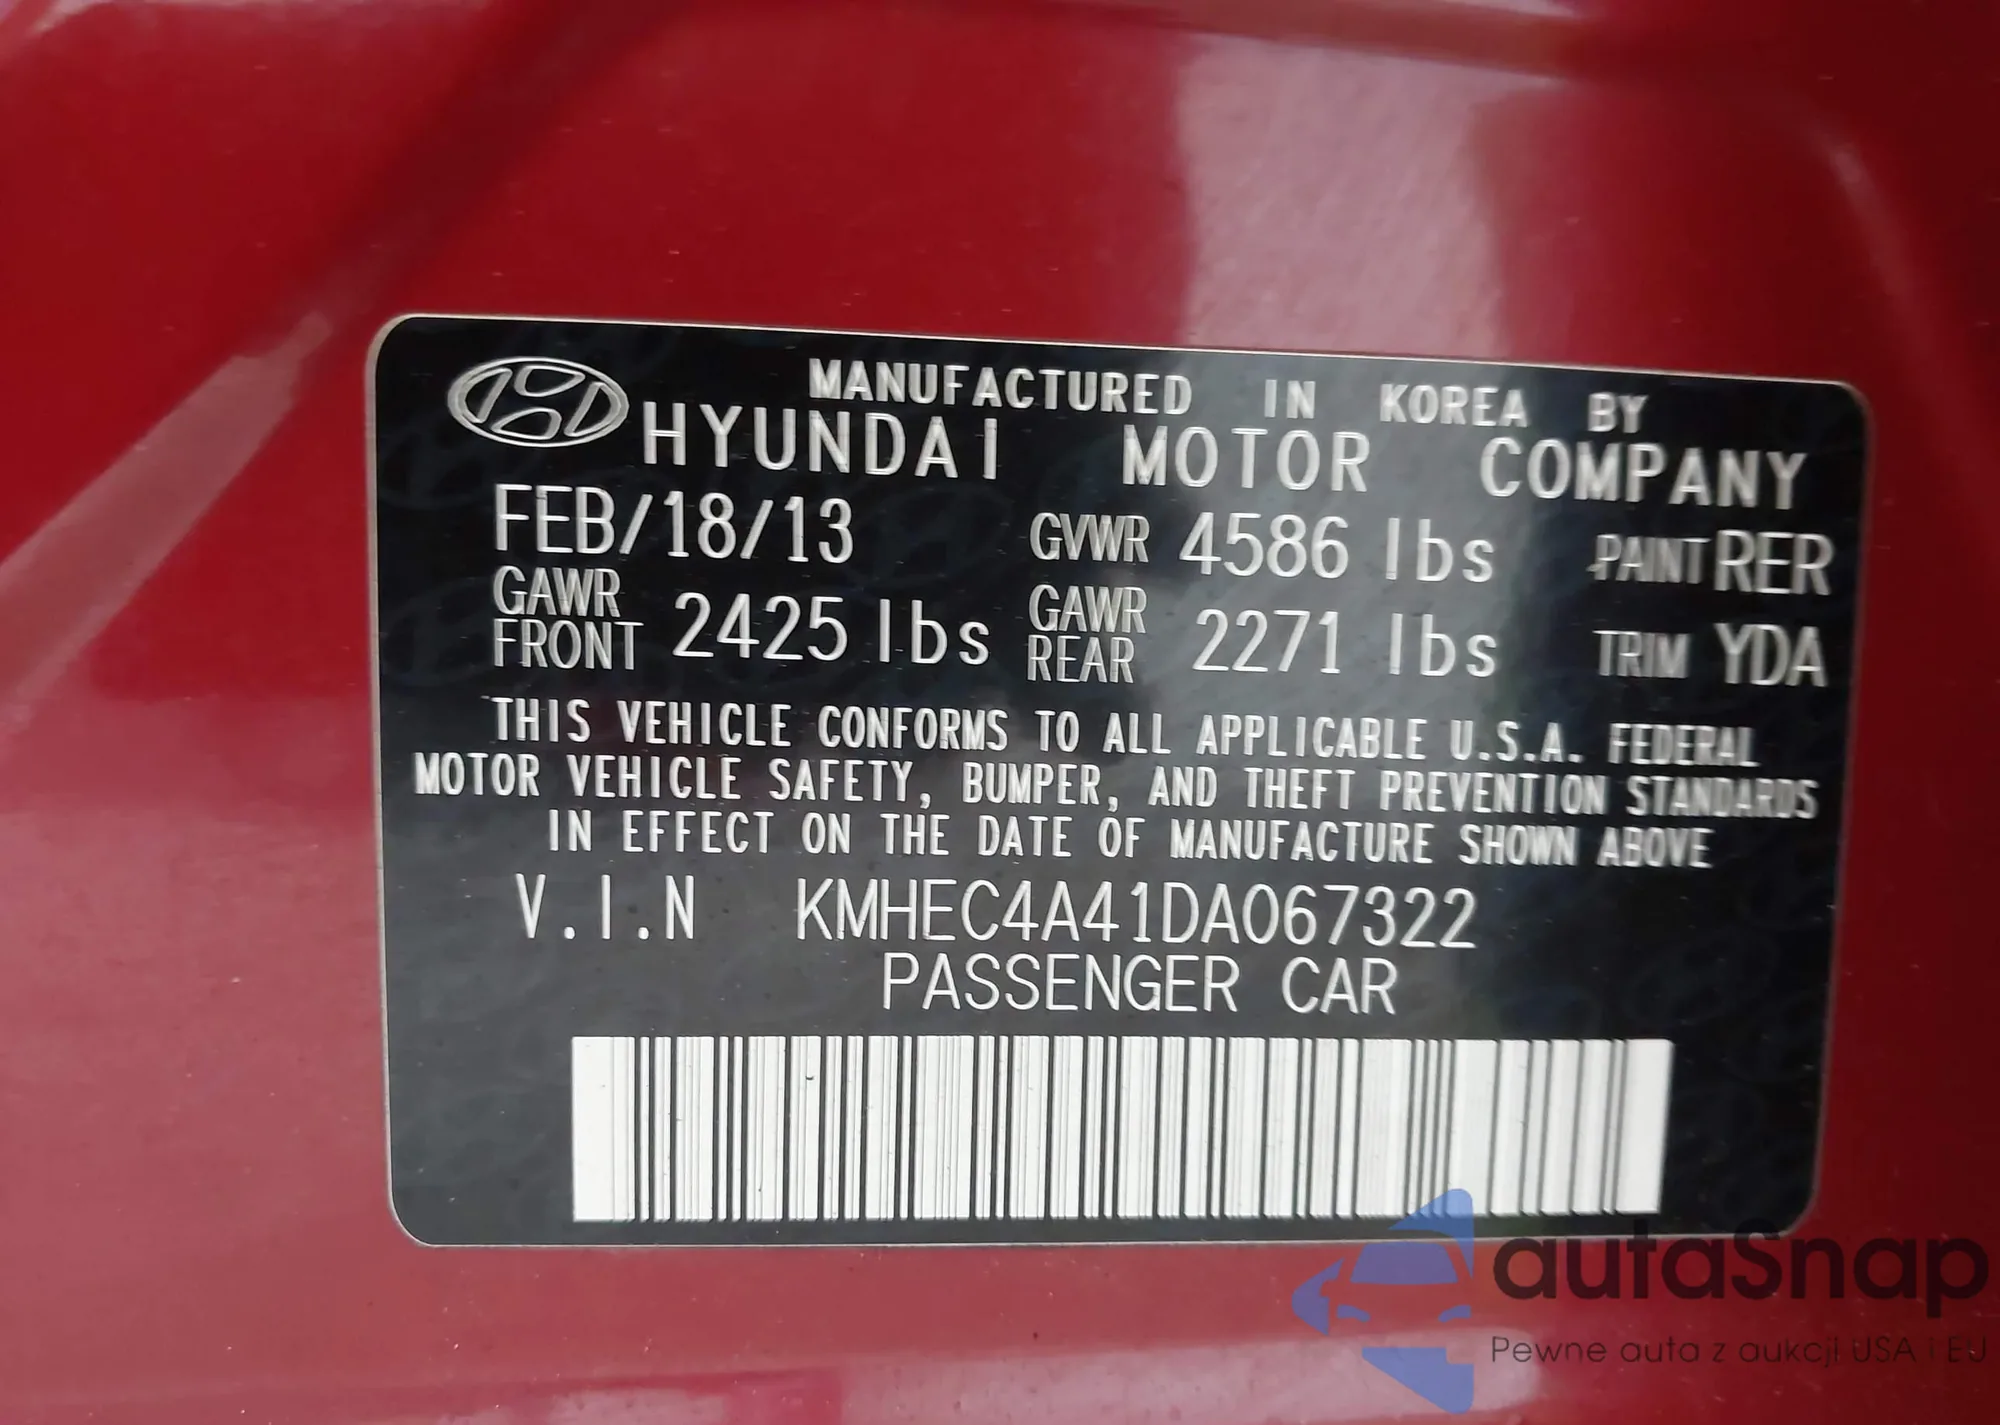 MANUFACTURED IN KOREA BY
HYUNDAI MOTOR COMPANY
FEB/18/13 GVWR 4586 lbs PAINT RER
GAWR FRONT 2425 lbs GAWR REAR 2271 lbs TRIM YDA
THIS VEHICLE CONFORMS TO ALL APPLICABLE U.S.A. FEDERAL
MOTOR VEHICLE SAFETY, BUMPER, AND THEFT PREVENTION STANDARDS
IN EFFECT ON THE DATE OF MANUFACTURE SHOWN ABOVE
V.I.N KMHEC4A41DA067322
PASSENGER CAR
autaSnap
Pewne auta z aukcji USA i EU